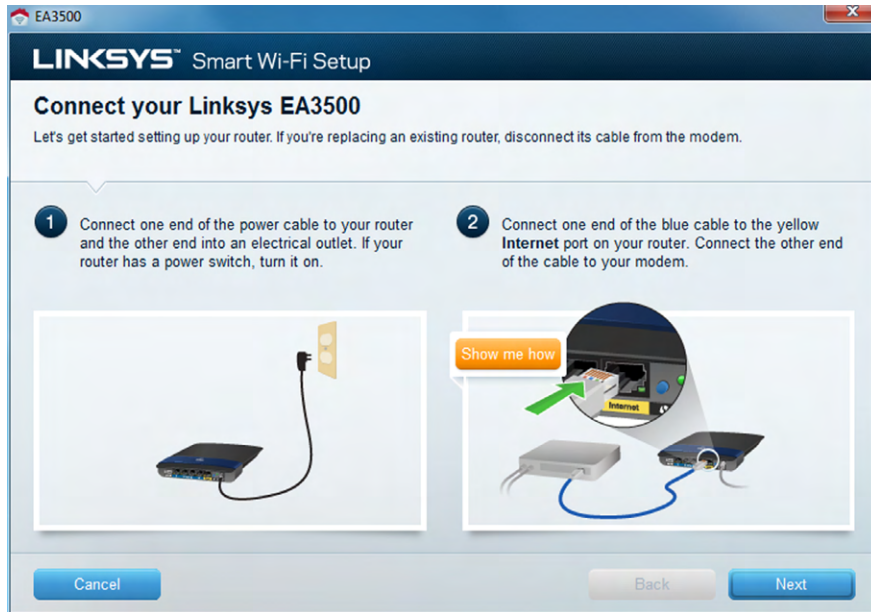 EA3500
LINKSYS™ Smart Wi-Fi Setup
Connect your Linksys EA3500
Let's get started setting up your router. If you're replacing an existing router, disconnect its cable from the modem.
1
Connect one end of the power cable to your router
and the other end into an electrical outlet. If your
router has a power switch, turn it on.
2
Connect one end of the blue cable to the yellow
Internet port on your router. Connect the other end
of the cable to your modem.
Show me how
Internet
Cancel
Back
Next